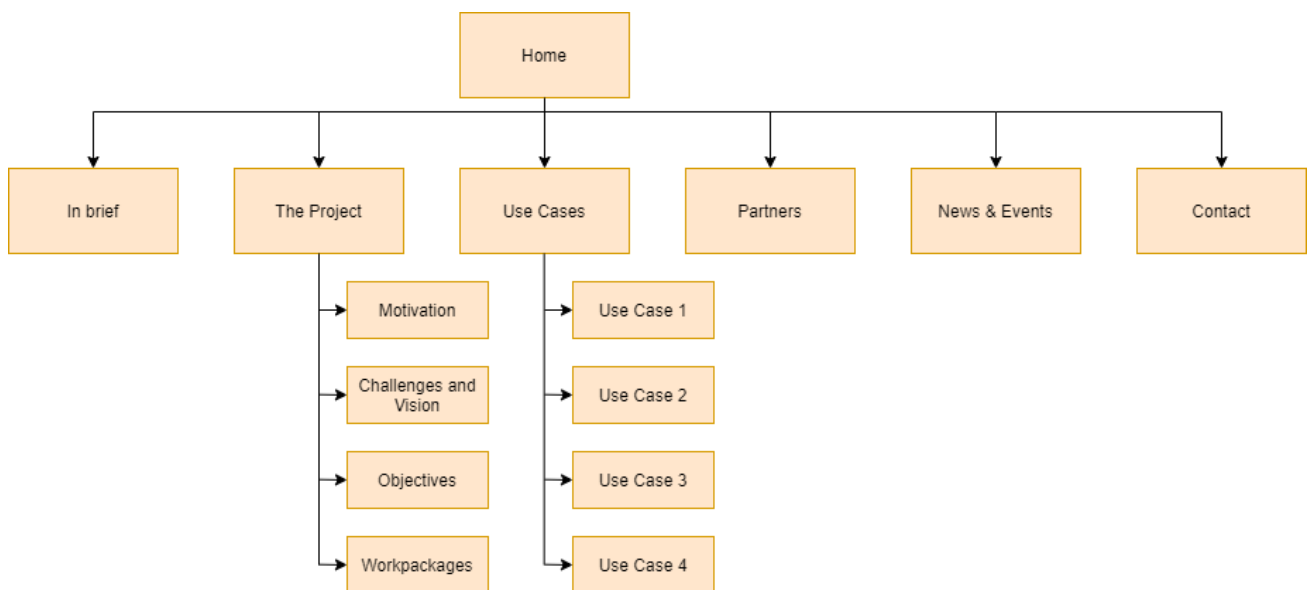 Home
In brief
The Project
Use Cases
Partners
News & Events
Contact
Motivation
Challenges and
Vision
Objectives
Workpackages
Use Case 1
Use Case 2
Use Case 3
Use Case 4